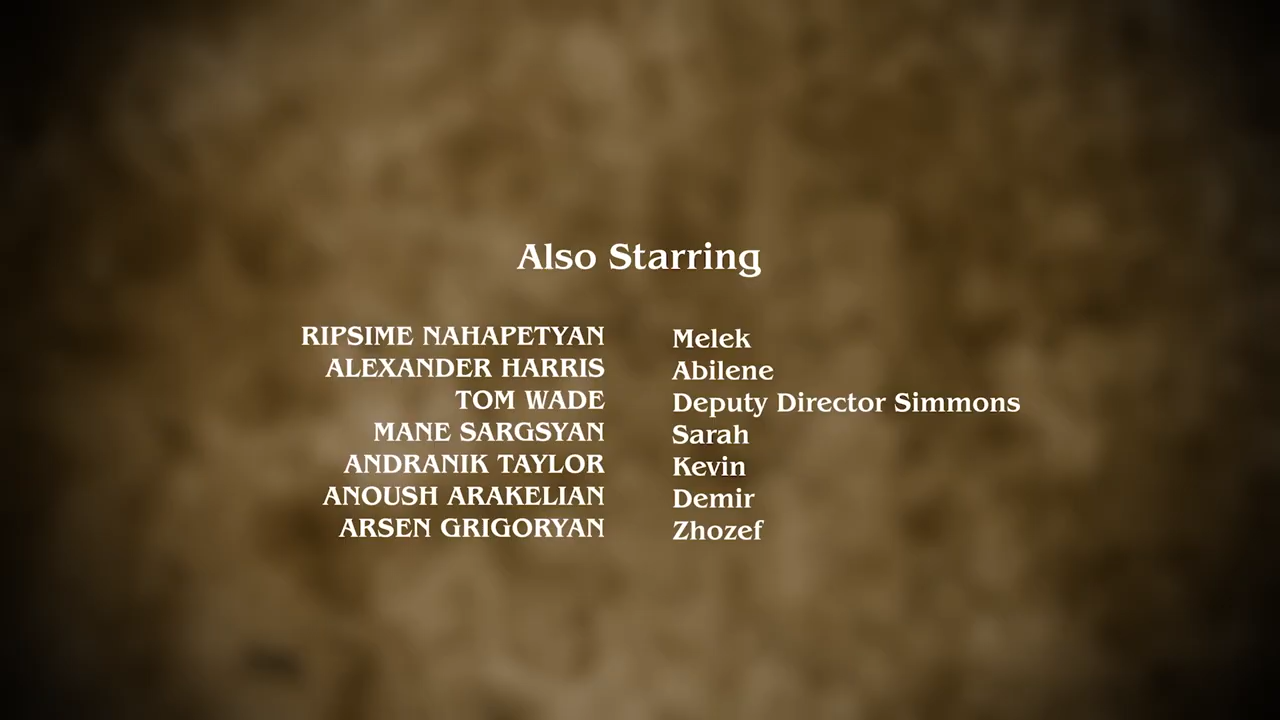 Also Starring
RIPSIME NAHAPETYAN Melek
ALEXANDER HARRIS Abilene
TOM WADE Deputy Director Simmons
MANE SARGSYAN Sarah
ANDRANIK TAYLOR Kevin
ANOUSH ARAKELIAN Demir
ARSEN GRIGORYAN Zhozef